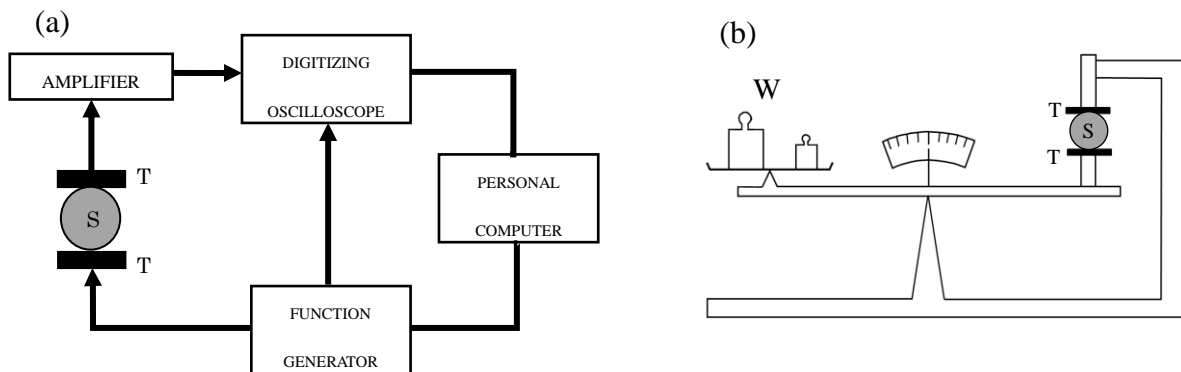 (a)
AMPLIFIER
DIGITIZING
OSCILLOSCOPE
T
S
T
PERSONAL
COMPUTER
FUNCTION
GENERATOR
(b)
W
T
S
T